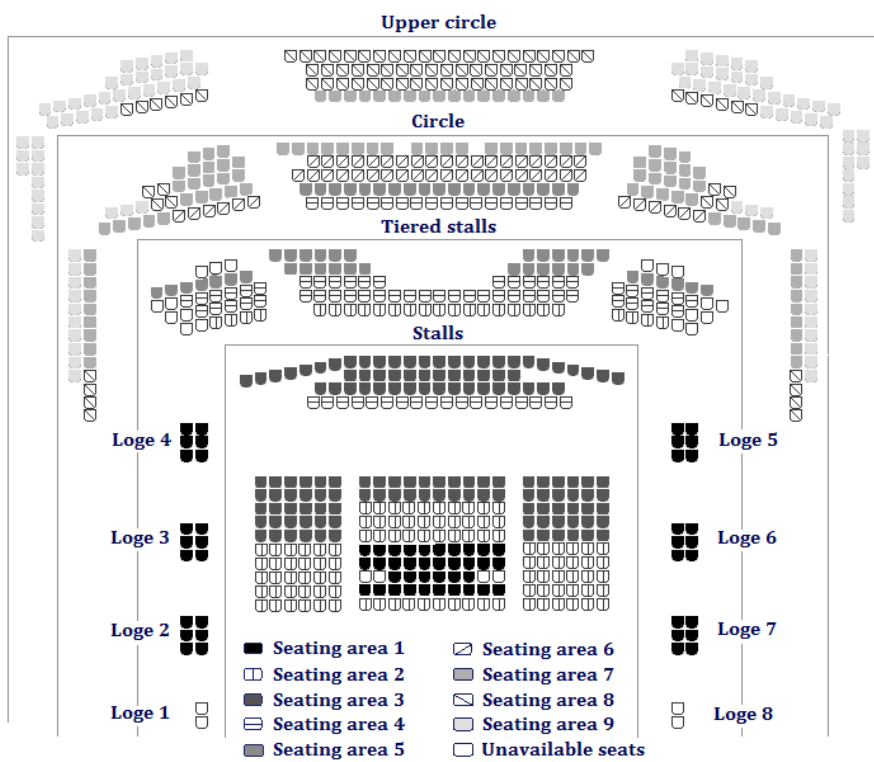 Upper circle
Circle
Tiered stalls
Stalls
Loge 4
Loge 5
Loge 3
Loge 6
Loge 2
Loge 7
Loge 1
Loge 8
Seating area 1
Seating area 2
Seating area 3
Seating area 4
Seating area 5
Seating area 6
Seating area 7
Seating area 8
Seating area 9
Unavailable seats